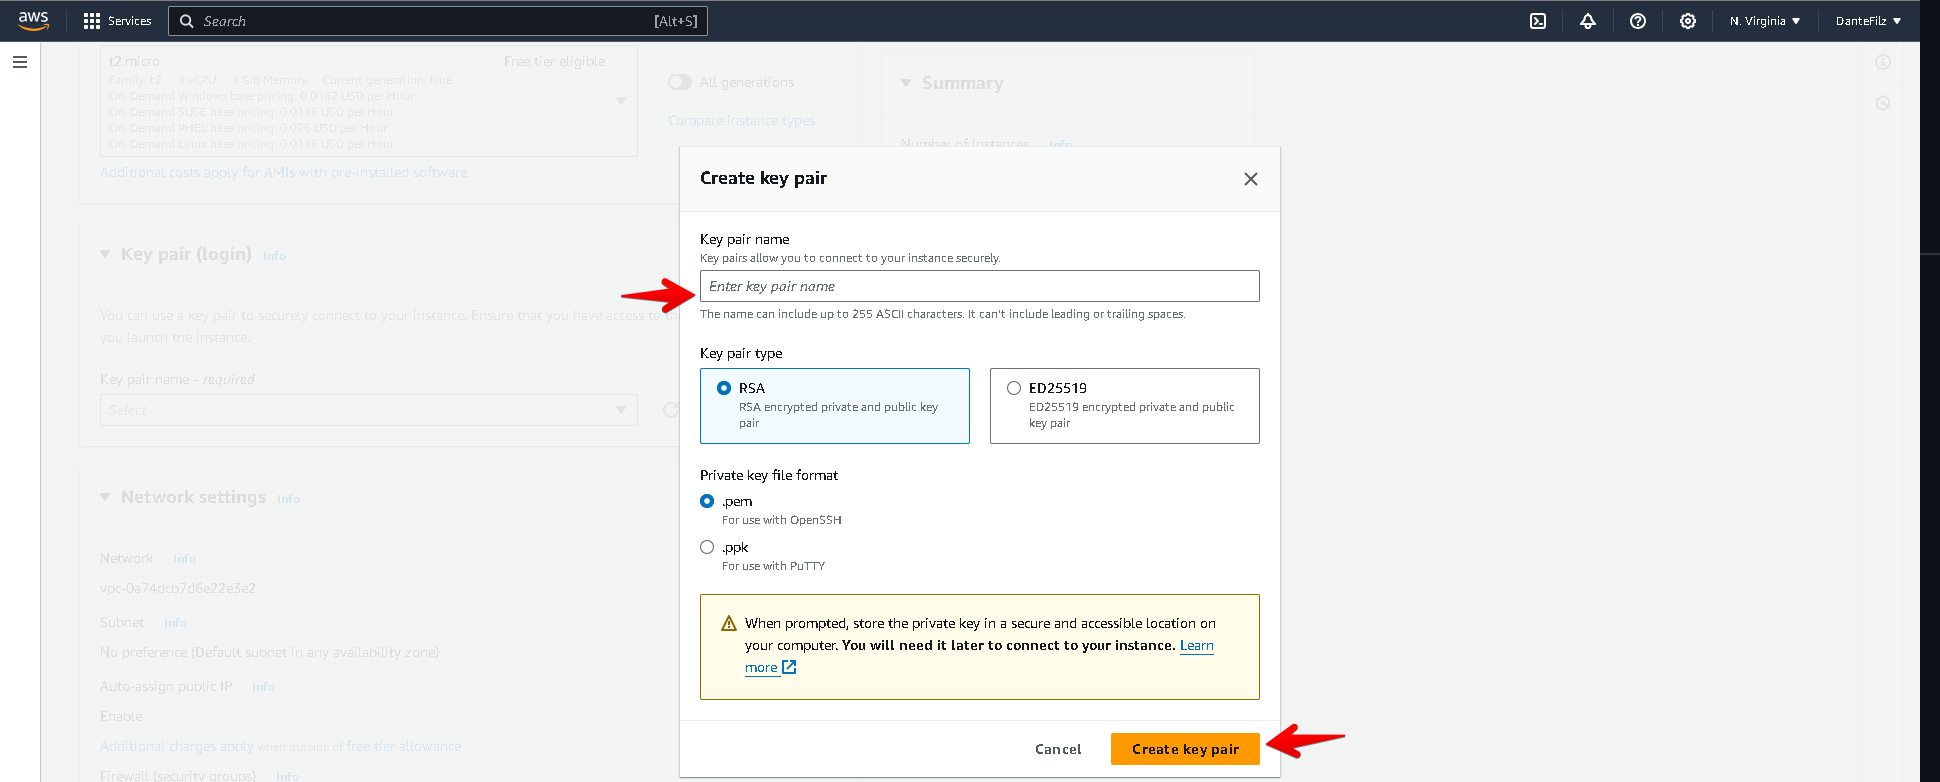 aws
Services
Search
[Alt+S]
N. Virginia
DanteFilz
t2.micro
Free tier eligible
Family: t2 1 vCPU 1 GiB Memory Current generation: true
On-Demand Windows base pricing: 0.0162 USD per Hour
On-Demand SUSE base pricing: 0.0116 USD per Hour
On-Demand RHEL base pricing: 0.026 USD per Hour
On-Demand Linux base pricing: 0.0116 USD per Hour
Additional costs apply for AMIs with pre-installed software
All generations
Compare instance types
Summary
Number of instances Info
Key pair (login) Info
You can use a key pair to securely connect to your instance. Ensure that you have access to the
you launch the instance.
Key pair name - required
Select
Network settings Info
Network Info
vpc-0a74dcb7d6e22e3e2
Subnet Info
No preference (Default subnet in any availability zone)
Auto-assign public IP Info
Enable
Additional charges apply when outside of free tier allowance
Firewall (security groups) Info
Create key pair
Key pair name
Key pairs allow you to connect to your instance securely.
Enter key pair name
The name can include up to 255 ASCII characters. It can't include leading or trailing spaces.
Key pair type
RSA
RSA encrypted private and public key
pair
ED25519
ED25519 encrypted private and public
key pair
Private key file format
.pem
For use with OpenSSH
.ppk
For use with PuTTY
When prompted, store the private key in a secure and accessible location on
your computer. You will need it later to connect to your instance. Learn
more
Cancel
Create key pair